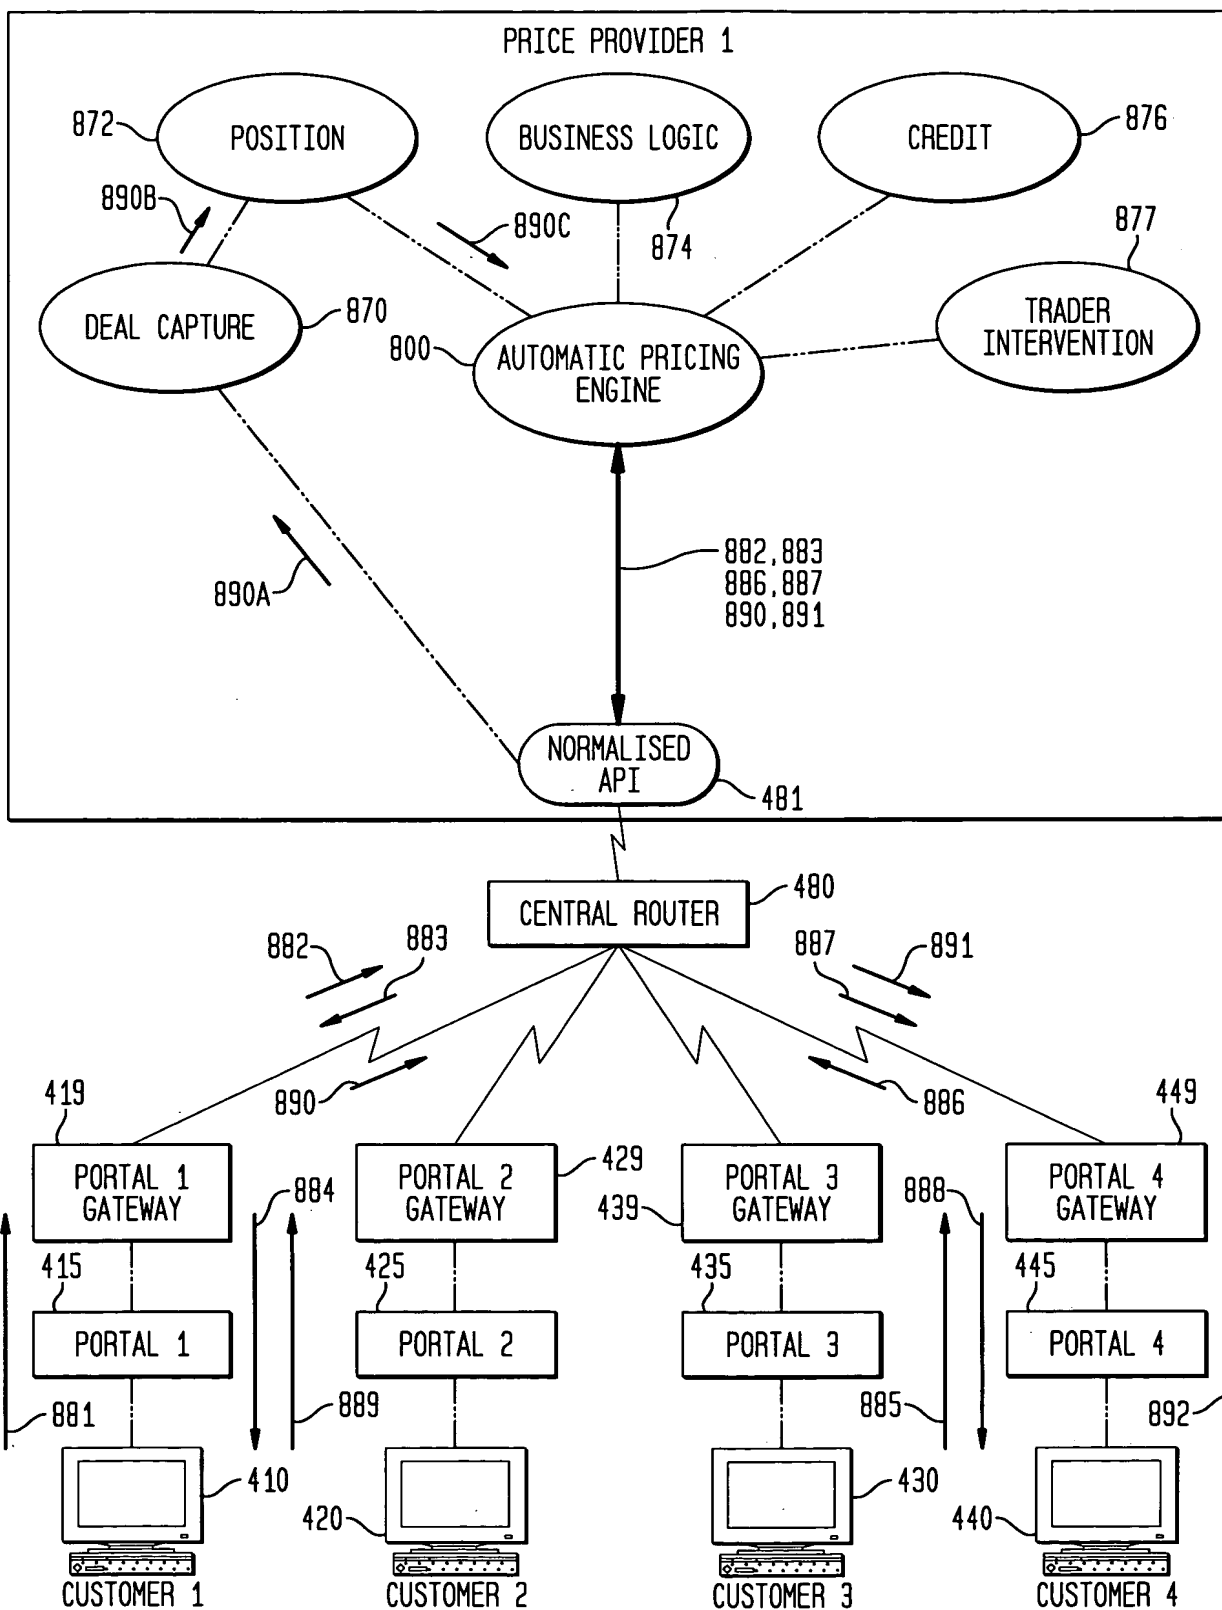 PRICE PROVIDER 1
872
POSITION
BUSINESS LOGIC
CREDIT
876
890B
890C
874
877
DEAL CAPTURE
870
800
AUTOMATIC PRICING
ENGINE
TRADER
INTERVENTION
890A
882,883
886,887
890,891
NORMALISED
API
481
CENTRAL ROUTER
480
882
883
887
891
890
886
419
449
PORTAL 1
GATEWAY
884
PORTAL 2
GATEWAY
429
439
PORTAL 3
GATEWAY
888
PORTAL 4
GATEWAY
415
425
435
445
PORTAL 1
PORTAL 2
PORTAL 3
PORTAL 4
881
889
885
892
410
420
430
440
CUSTOMER 1
CUSTOMER 2
CUSTOMER 3
CUSTOMER 4